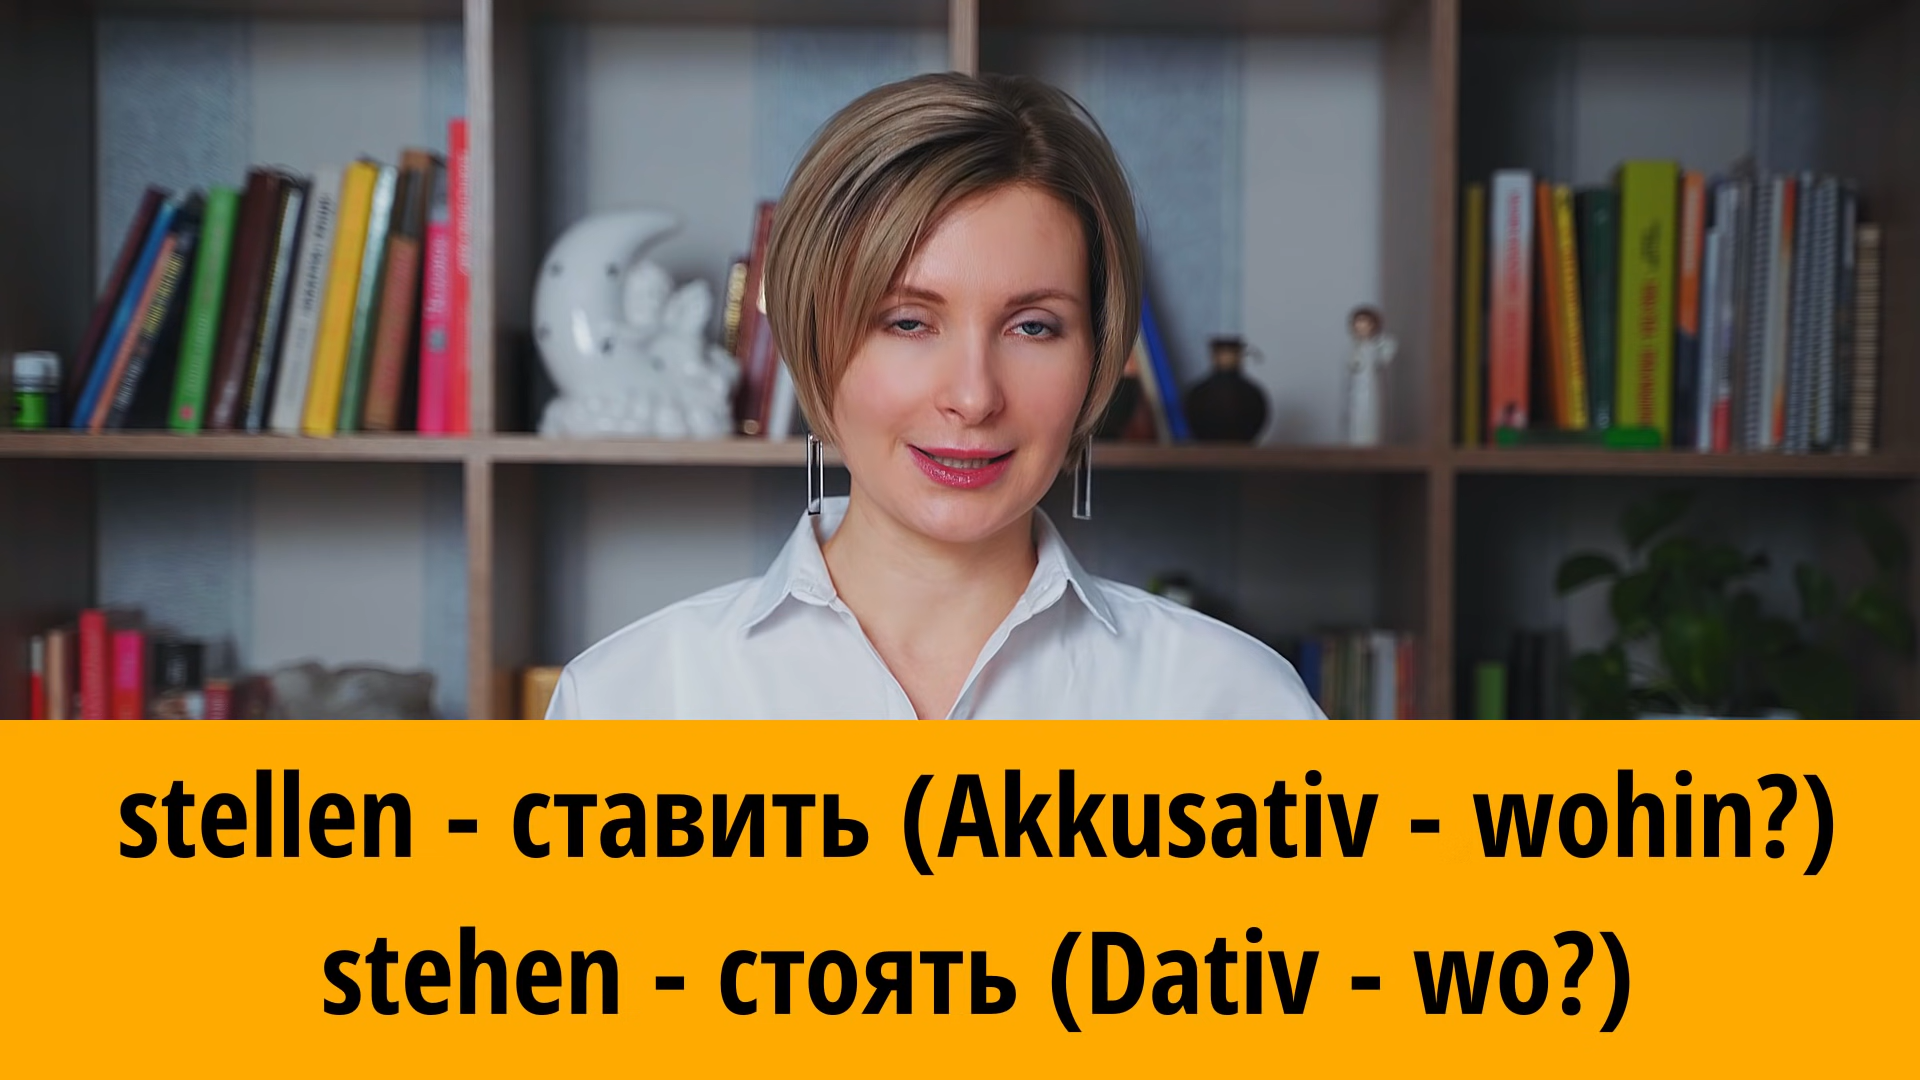 stellen - ставить (Akkusativ - wohin?)
stehen - стоять (Dativ - wo?)